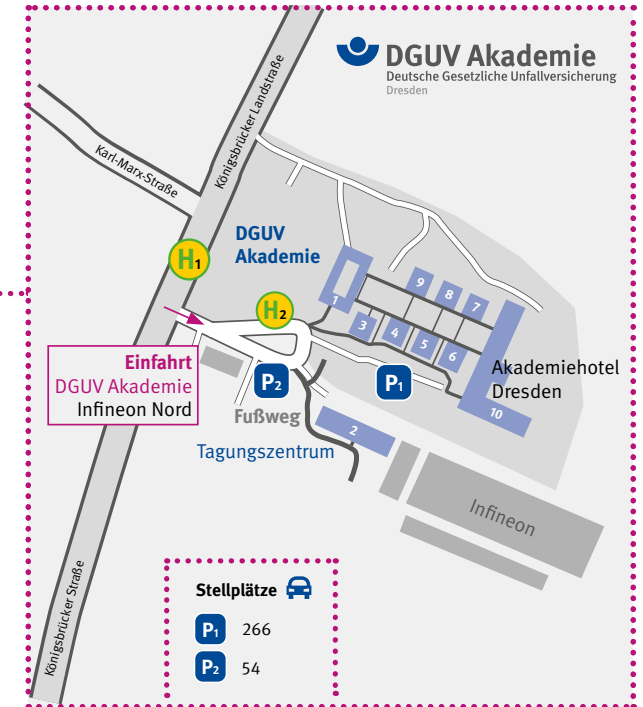 DGUV Akademie
Deutsche Gesetzliche Unfallversicherung
Dresden
Königsbrücker Landstraße
Karl-Marx-Straße
DGUV
Akademie
H1
H2
1
9
8
7
3
4
5
6
Einfahrt
DGUV Akademie
Infineon Nord
P2
P1
Akademiehotel
Dresden
10
Fußweg
2
Tagungszentrum
Infineon
Königsbrücker Straße
Stellplätze
P1 266
P2 54